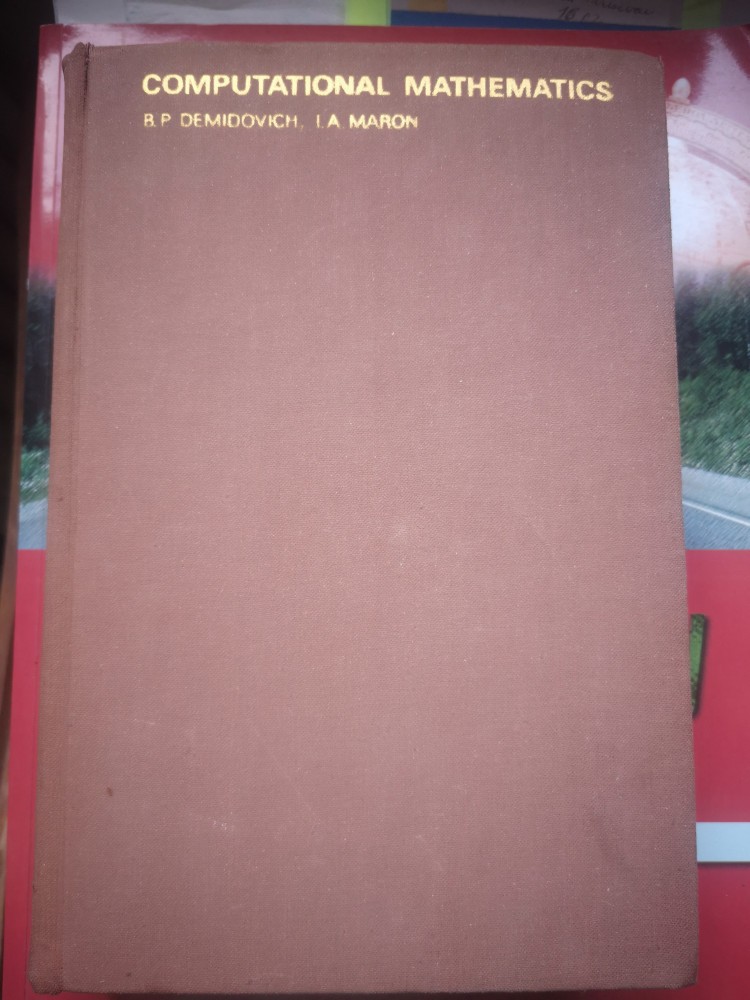 COMPUTATIONAL MATHEMATICS
B.P. DEMIDOVICH, I.A. MARON